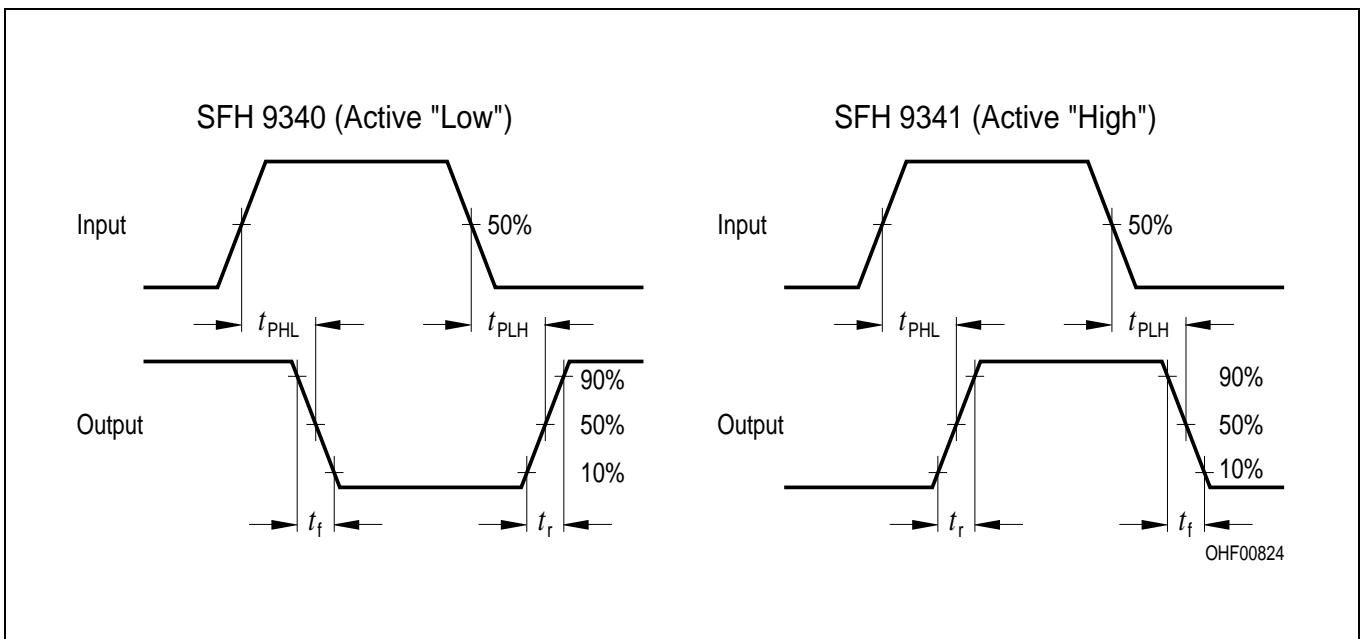 SFH 9340 (Active "Low")
Input
50%
tPHL
tPLH
Output
90%
50%
10%
tf
tr
SFH 9341 (Active "High")
Input
50%
tPHL
tPLH
Output
90%
50%
10%
tr
tf
OHF00824